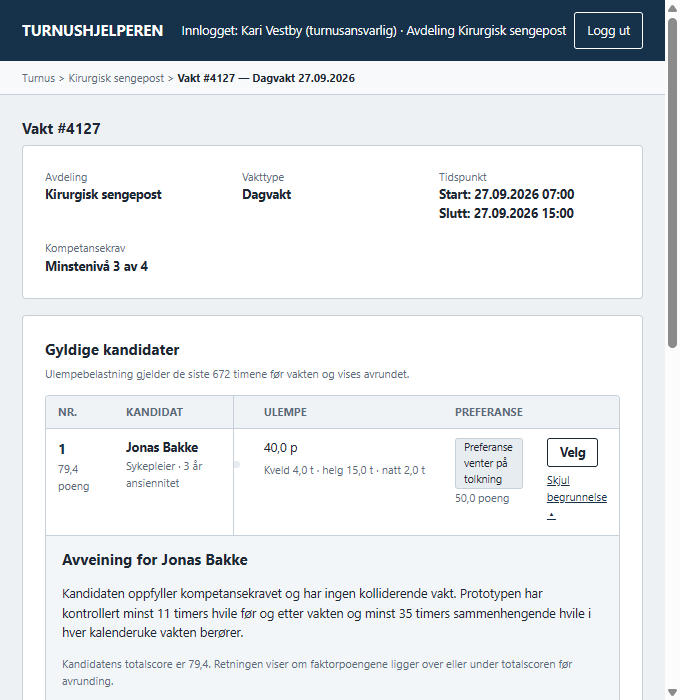 TURNUSHJELPEREN Innlogget: Kari Vestby (turnusansvarlig) · Avdeling Kirurgisk sengepost Logg ut
Turnus > Kirurgisk sengepost > Vakt #4127 — Dagvakt 27.09.2026
Vakt #4127
Avdeling
Kirurgisk sengepost
Vakttype
Dagvakt
Tidspunkt
Start: 27.09.2026 07:00
Slutt: 27.09.2026 15:00
Kompetansekrav
Minstenivå 3 av 4
Gyldige kandidater
Ulempebelastning gjelder de siste 672 timene før vakten og vises avrundet.
NR. KANDIDAT ULEMPE PREFERANSE
1
79,4
poeng
Jonas Bakke
Sykepleier · 3 år
ansiennitet
40,0 p
Kveld 4,0 t · helg 15,0 t · natt 2,0 t
Preferanse
venter på
tolkning
50,0 poeng
Velg
Skjul
begrunnelse
▴
Avveining for Jonas Bakke
Kandidaten oppfyller kompetansekravet og har ingen kolliderende vakt. Prototypen har
kontrollert minst 11 timers hvile før og etter vakten og minst 35 timers sammenhengende hvile i
hver kalenderuke vakten berører.
Kandidatens totalscore er 79,4. Retningen viser om faktorpoengene ligger over eller under totalscoren før
avrunding.